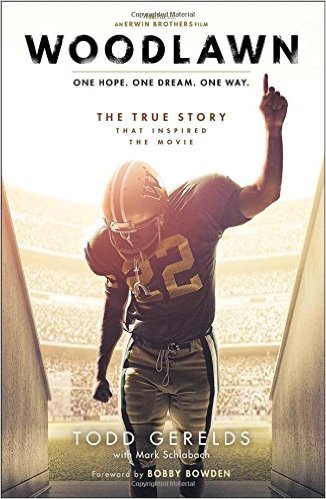 AN ERWIN BROTHERS FILM
WOODLAWN
ONE HOPE. ONE DREAM. ONE WAY.
THE TRUE STORY
THAT INSPIRED
THE MOVIE
22
TODD GERELDS
with Mark Schlabach
Foreword by BOBBY BOWDEN